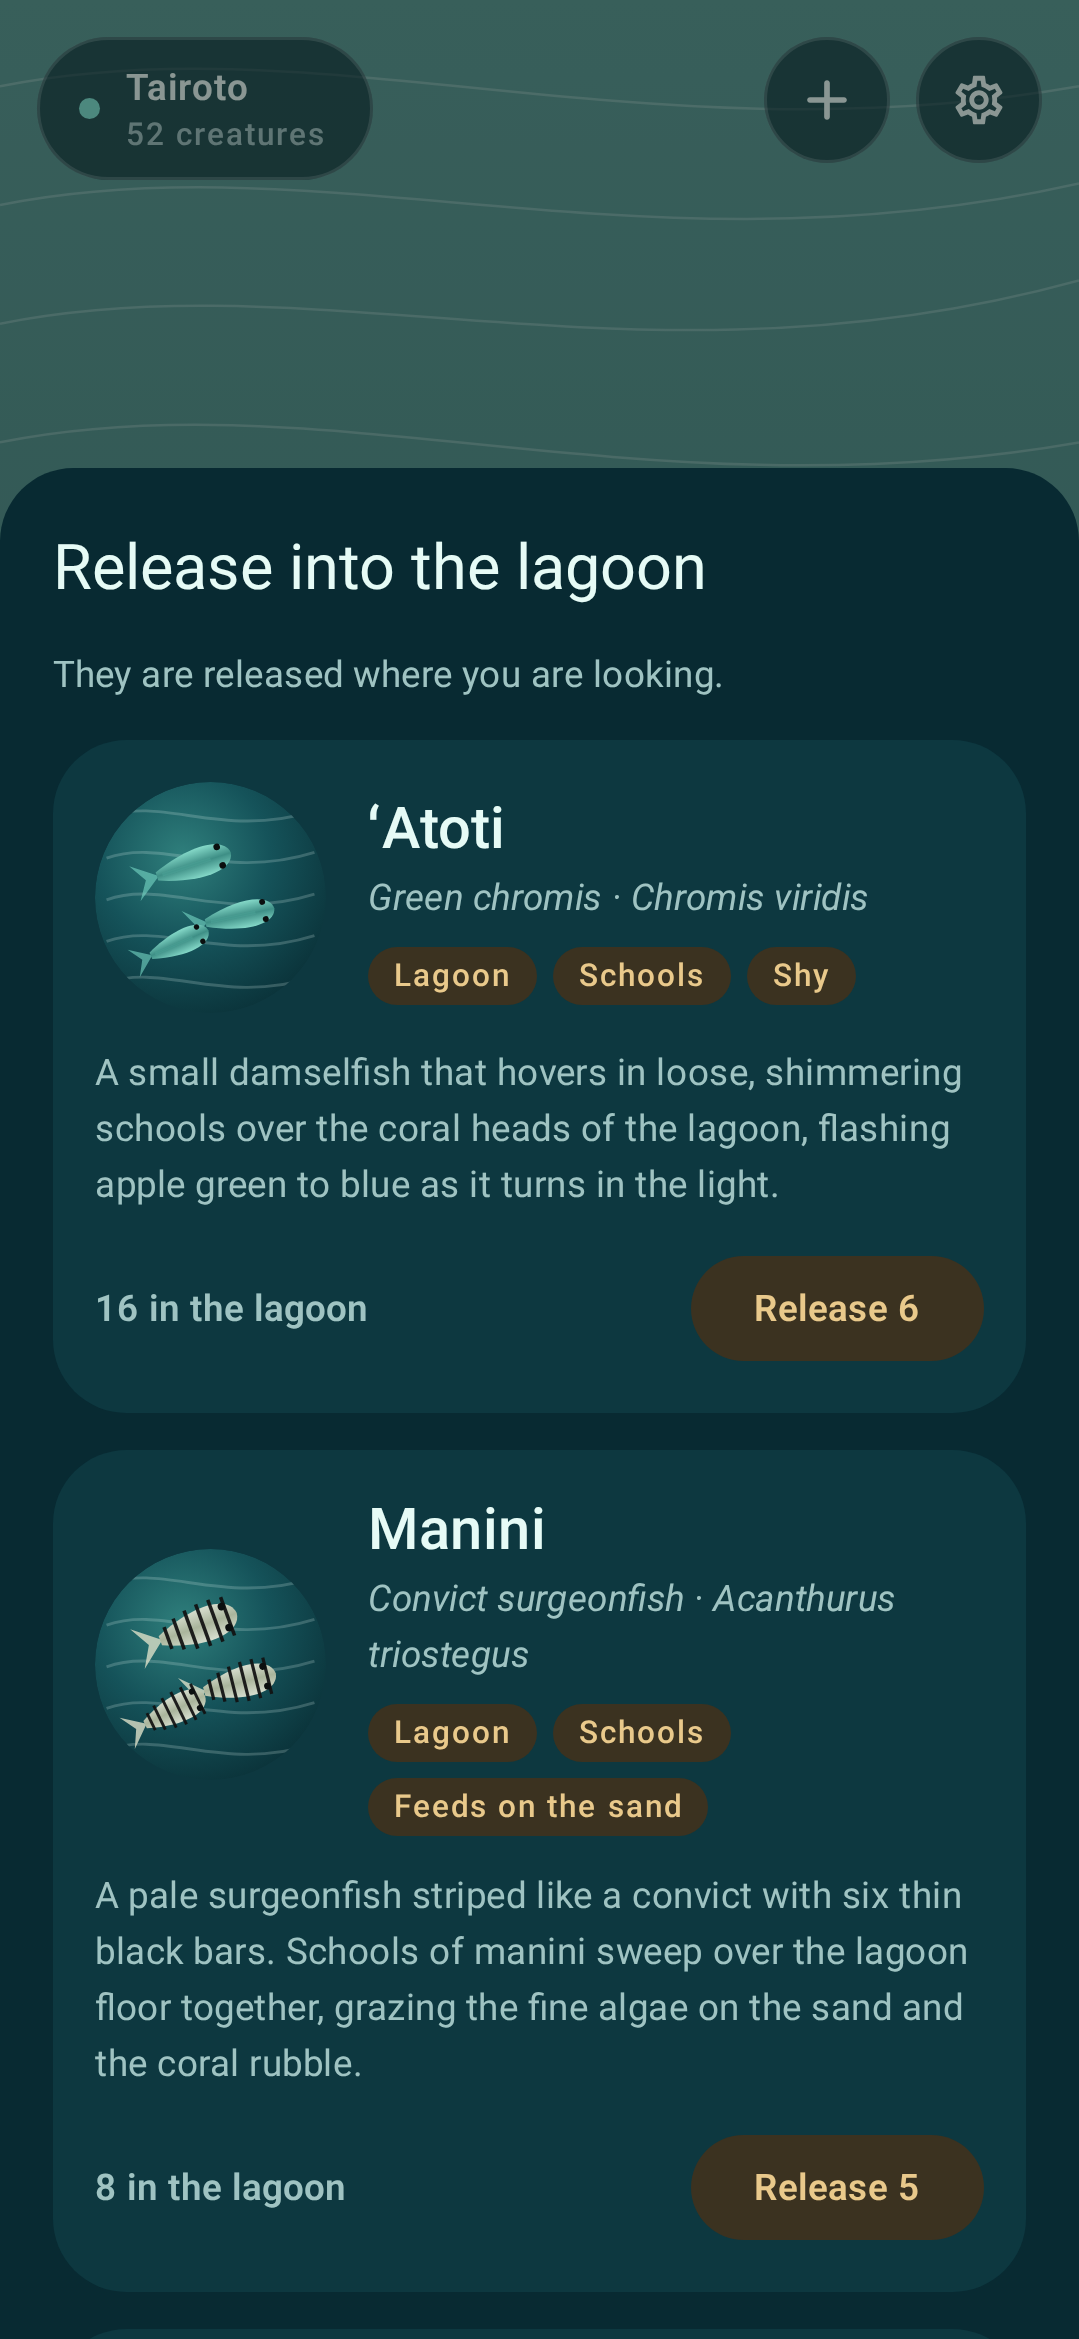 Tairoto
52 creatures
Release into the lagoon
They are released where you are looking.
ʻAtoti
Green chromis · Chromis viridis
Lagoon Schools Shy
A small damselfish that hovers in loose, shimmering
schools over the coral heads of the lagoon, flashing
apple green to blue as it turns in the light.
16 in the lagoon Release 6
Manini
Convict surgeonfish · Acanthurus
triostegus
Lagoon Schools
Feeds on the sand
A pale surgeonfish striped like a convict with six thin
black bars. Schools of manini sweep over the lagoon
floor together, grazing the fine algae on the sand and
the coral rubble.
8 in the lagoon Release 5